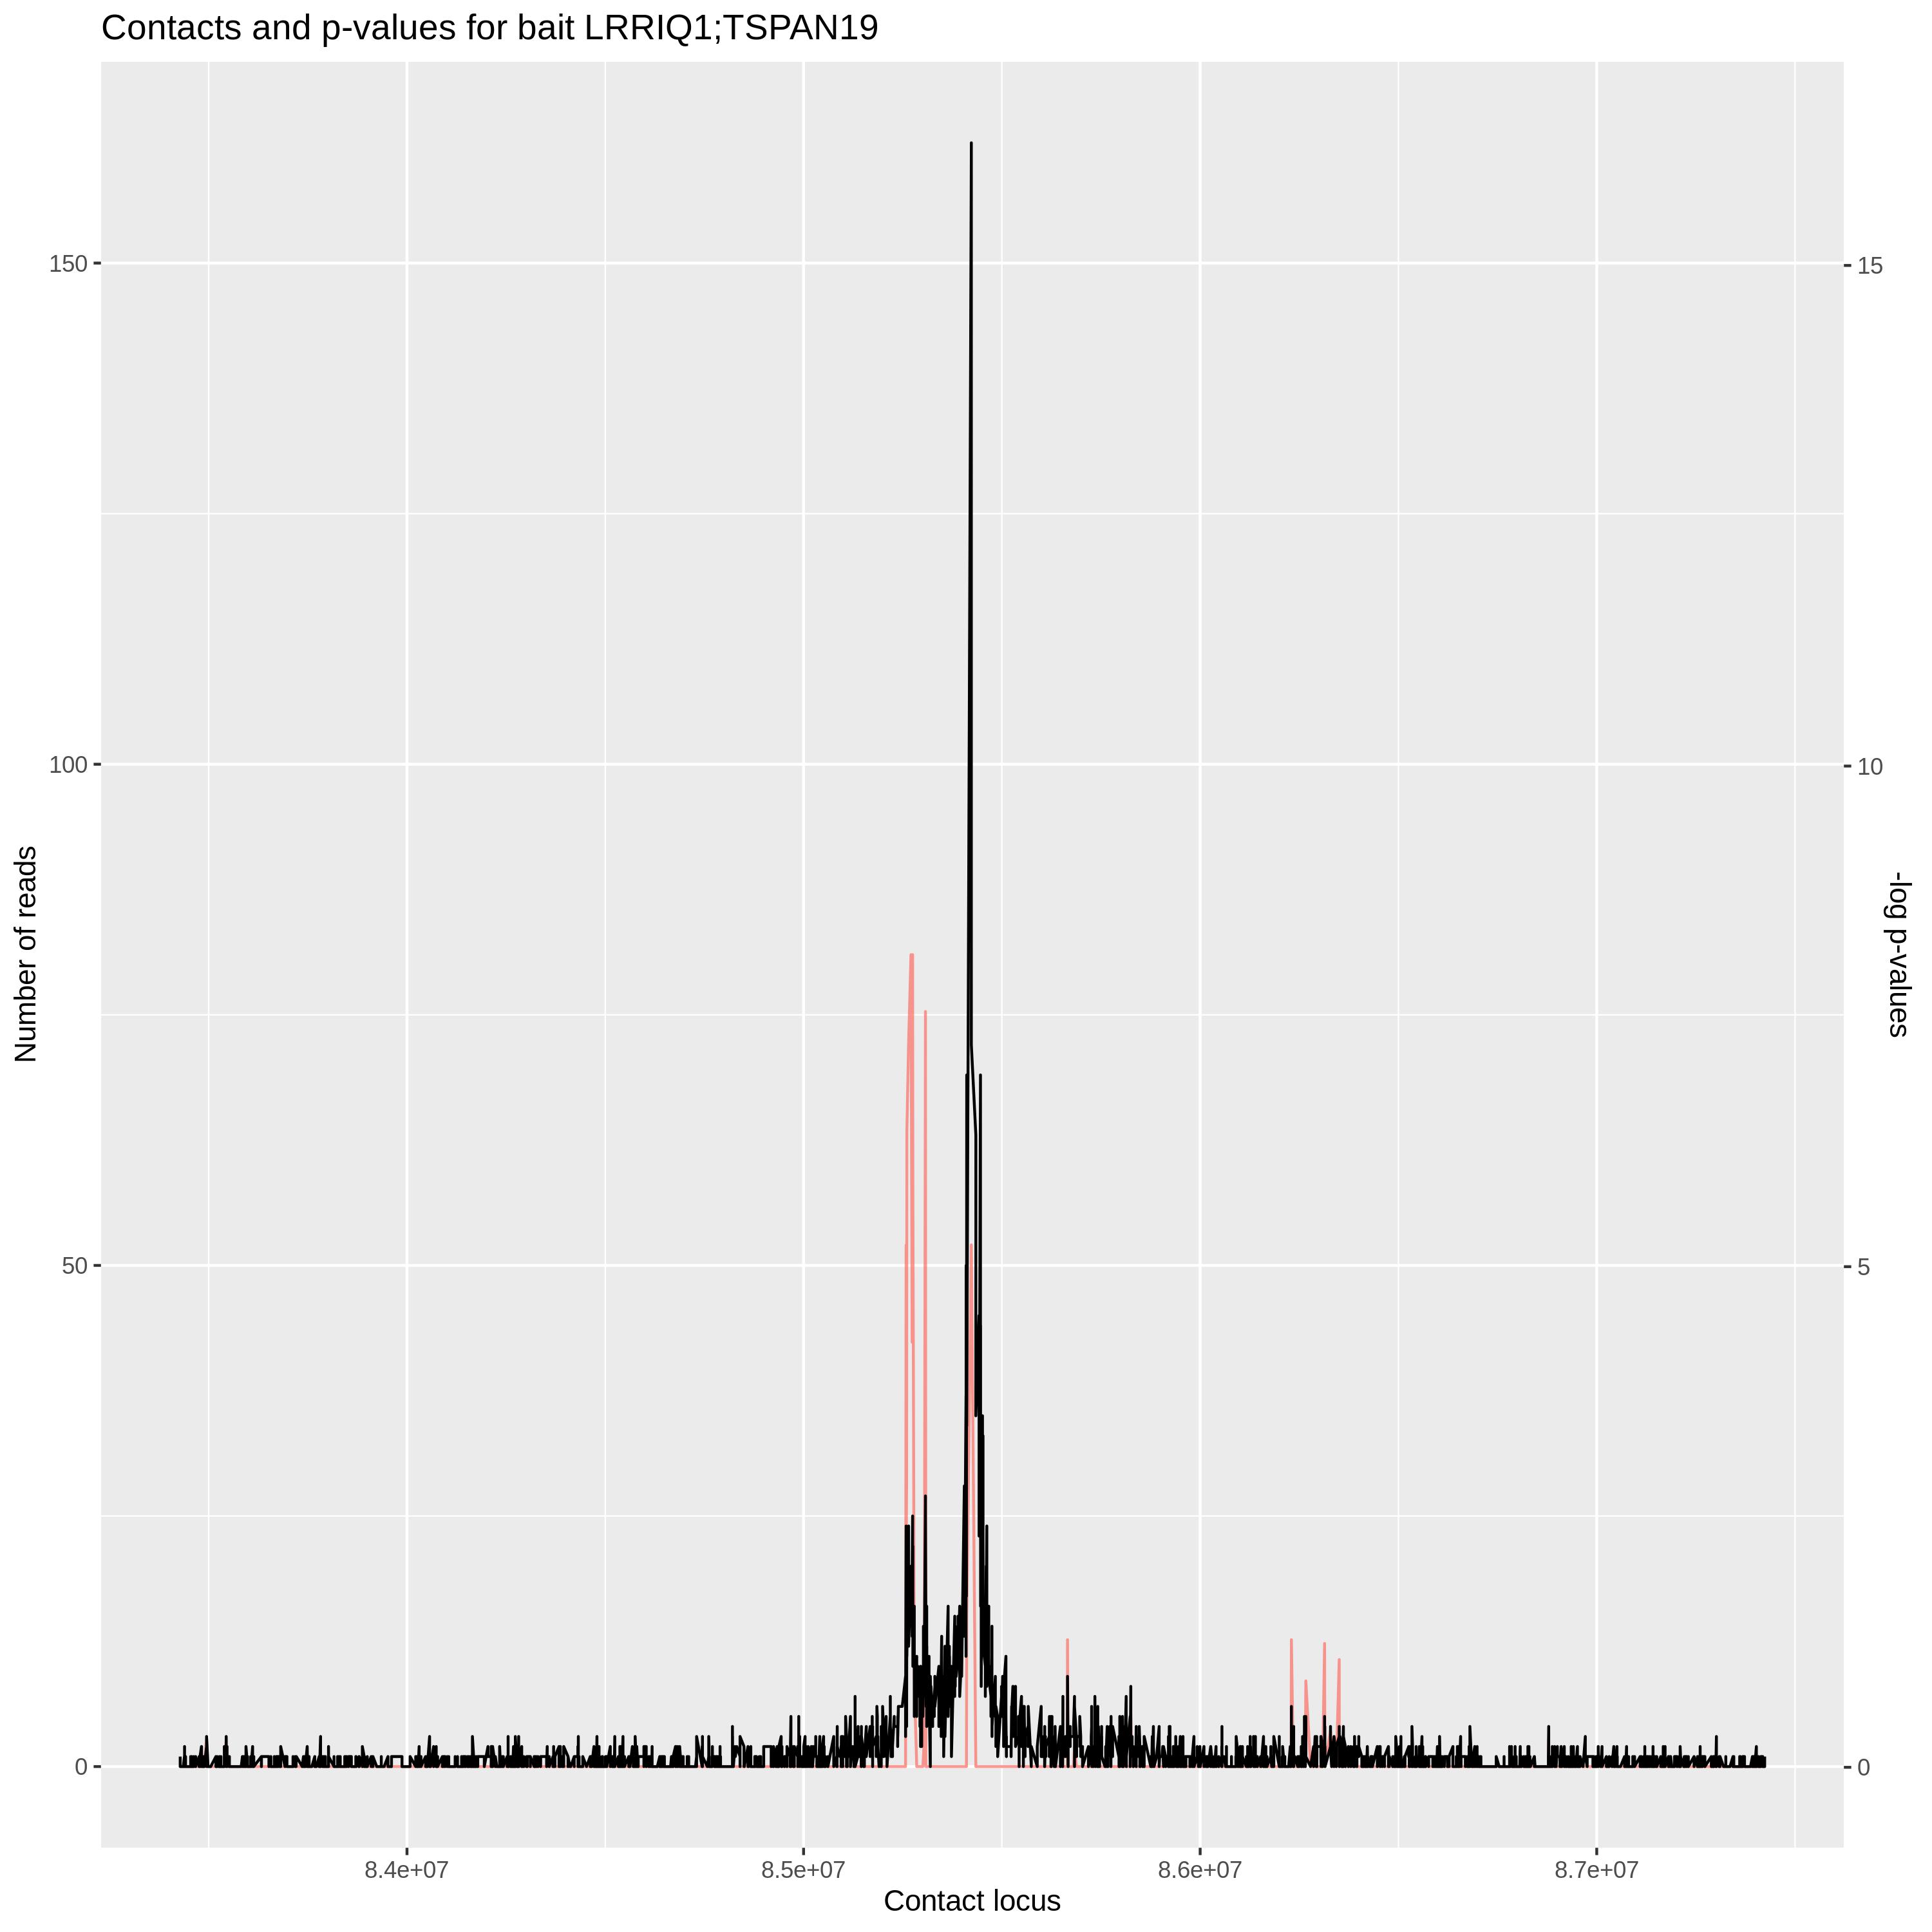 Contacts and p-values for bait LRRIQ1;TSPAN19
Number of reads
150
100
50
0
15
10
5
0
-log p-values
8.4e+07
8.5e+07
8.6e+07
8.7e+07
Contact locus